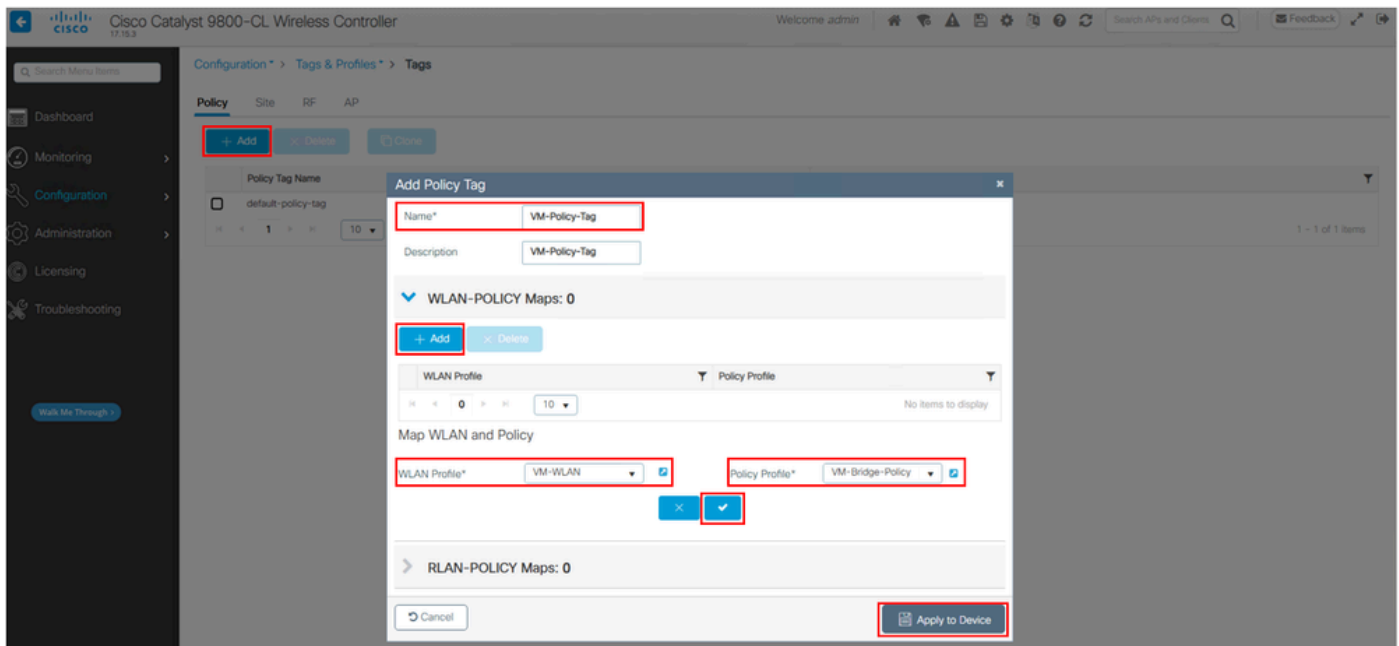 CISCO
Cisco Catalyst 9800-CL Wireless Controller
17.15.3
Welcome admin
Search APs and Clients
Feedback
Search Menu Items
Dashboard
Monitoring
Configuration
Administration
Licensing
Troubleshooting
Walk Me Through >
Configuration > Tags & Profiles > Tags
Policy Site RF AP
+ Add × Delete Clone
Policy Tag Name
default-policy-tag
1 10 1 - 1 of 1 items
Add Policy Tag
Name* VM-Policy-Tag
Description VM-Policy-Tag
WLAN-POLICY Maps: 0
+ Add × Delete
WLAN Profile Policy Profile
0 10 No items to display
Map WLAN and Policy
WLAN Profile* VM-WLAN Policy Profile* VM-Bridge-Policy
RLAN-POLICY Maps: 0
Cancel Apply to Device